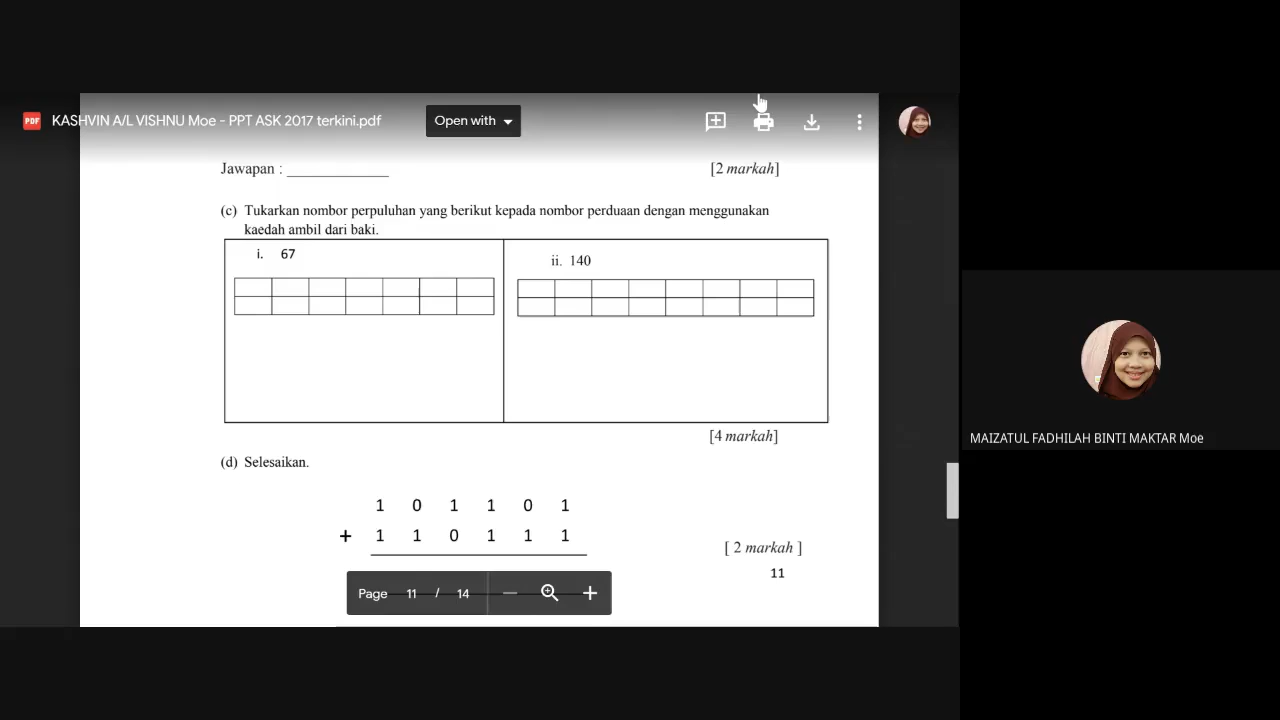 PDF KASHVIN A/L VISHNU Moe - PPT ASK 2017 terkini.pdf Open with
Jawapan : ______________ [2 markah]
(c) Tukarkan nombor perpuluhan yang berikut kepada nombor perduaan dengan menggunakan
kaedah ambil dari baki.
i. 67
ii. 140
[4 markah]
(d) Selesaikan.
1 0 1 1 0 1
+ 1 1 0 1 1 1
[ 2 markah ]
11
Page 11 / 14
MAIZATUL FADHILAH BINTI MAKTAR Moe